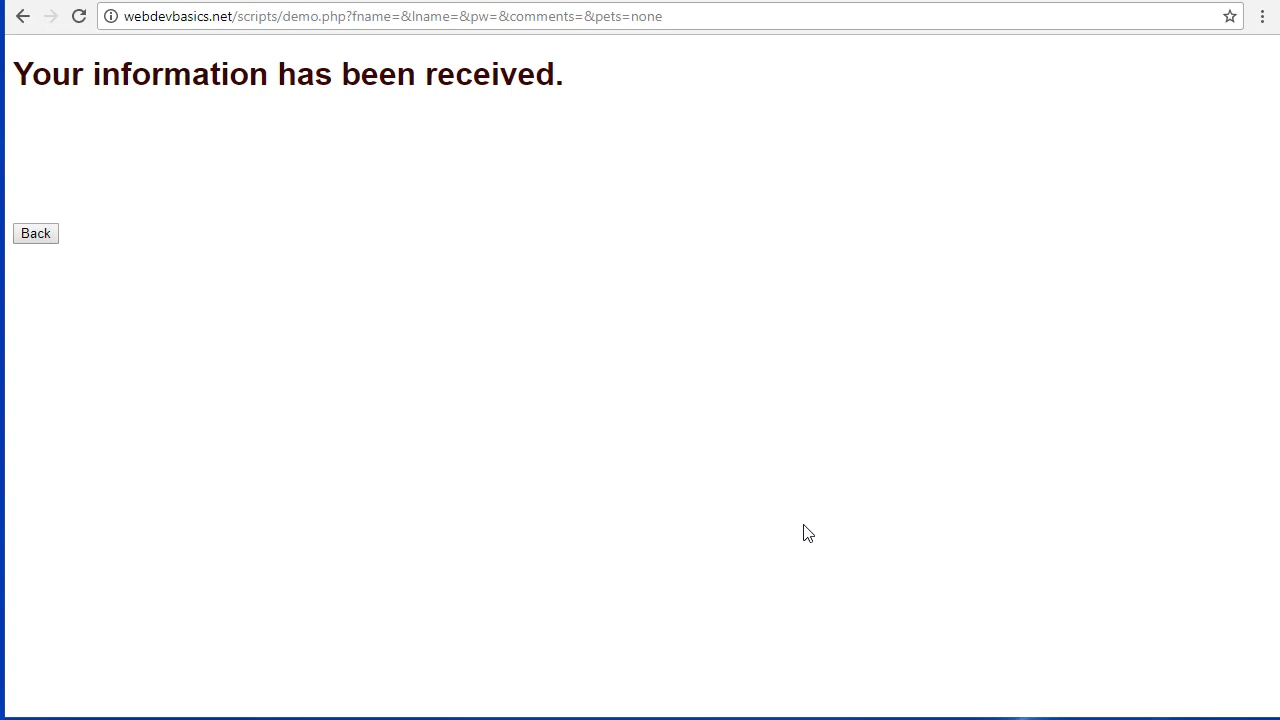 webdevbasics.net/scripts/demo.php?fname=&lname=&pw=&comments=&pets=none
Your information has been received.
Back